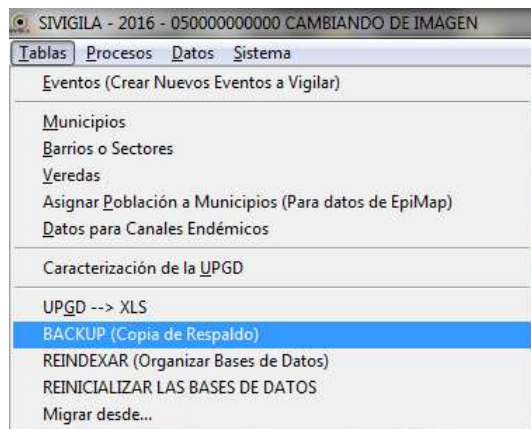 SIVIGILA - 2016 - 050000000000 CAMBIANDO DE IMAGEN
Tablas Procesos Datos Sistema
Eventos (Crear Nuevos Eventos a Vigilar)
Municipios
Barrios o Sectores
Veredas
Asignar Población a Municipios (Para datos de EpiMap)
Datos para Canales Endémicos
Caracterización de la UPGD
UPGD --> XLS
BACKUP (Copia de Respaldo)
REINDEXAR (Organizar Bases de Datos)
REINICIALIZAR LAS BASES DE DATOS
Migrar desde...